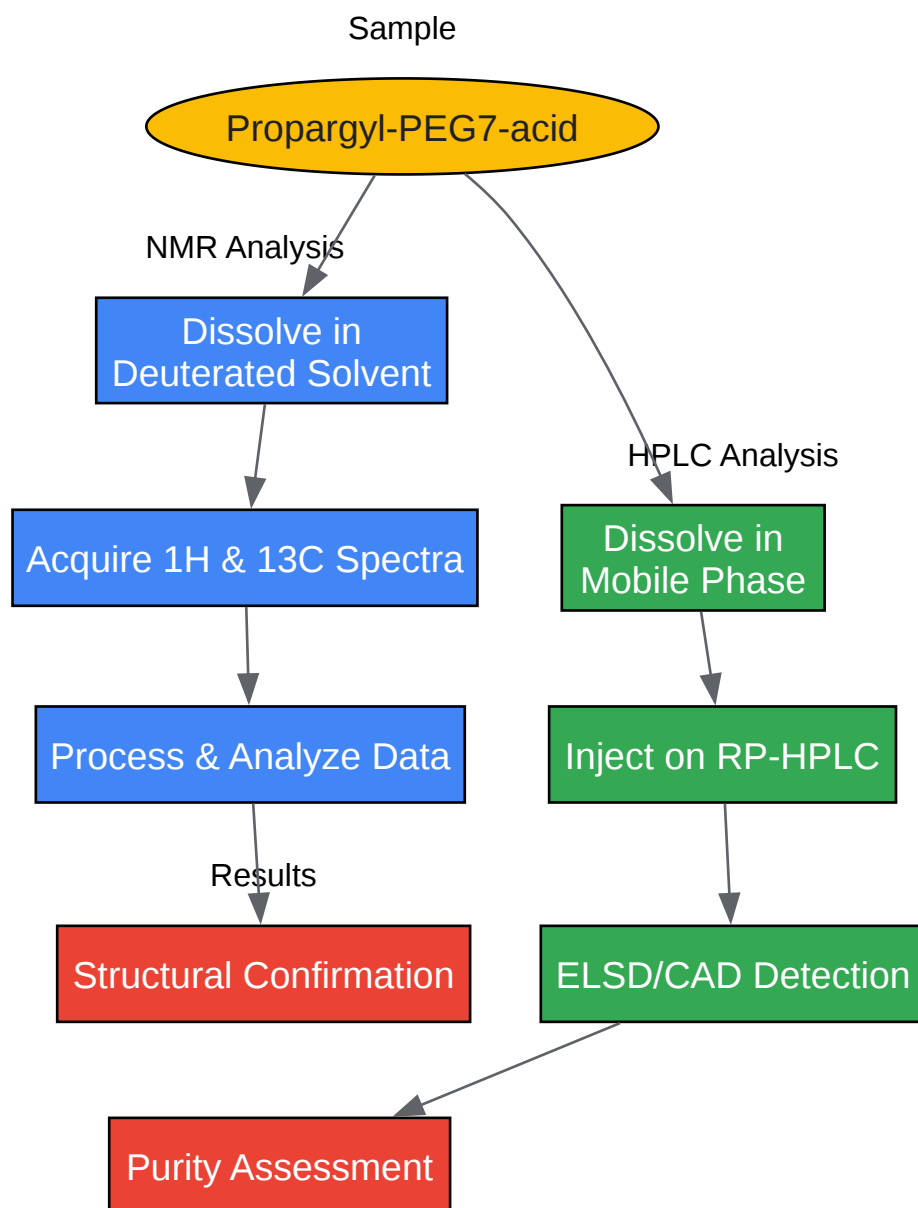 Sample
Propargyl-PEG7-acid
NMR Analysis
Dissolve in
Deuterated Solvent
HPLC Analysis
Acquire 1H & 13C Spectra
Dissolve in
Mobile Phase
Process & Analyze Data
Inject on RP-HPLC
Results
Structural Confirmation
ELSD/CAD Detection
Purity Assessment